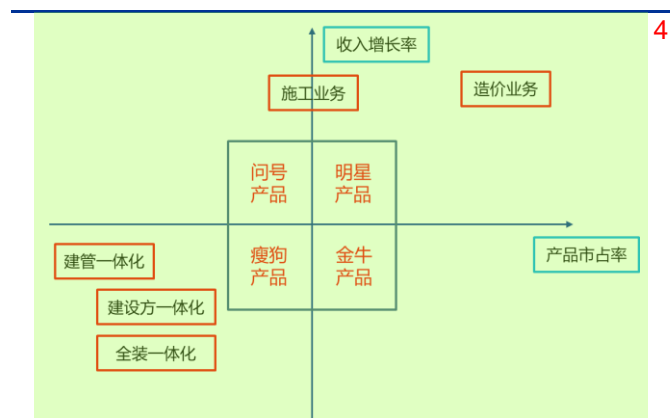 4
收入增长率
施工业务
造价业务
问号
产品
明星
产品
产品市占率
建管一体化
瘦狗
产品
金牛
产品
建设方一体化
全装一体化